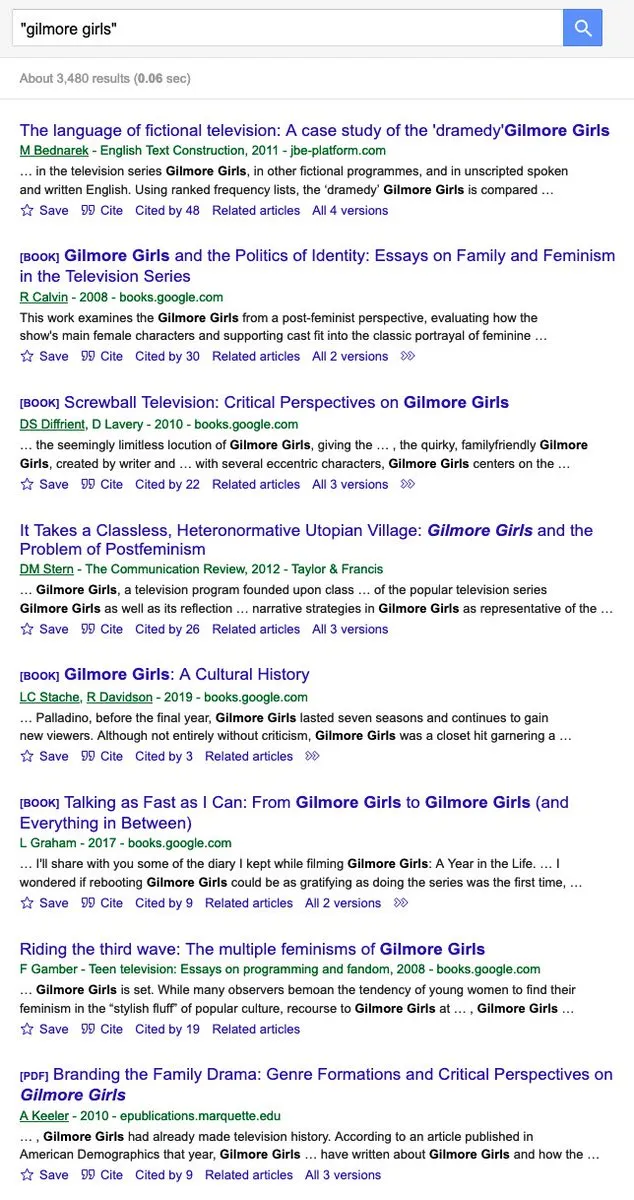 "gilmore girls"
About 3,480 results (0.06 sec)
The language of fictional television: A case study of the 'dramedy'Gilmore Girls
M Bednarek - English Text Construction, 2011 - jbe-platform.com
… in the television series Gilmore Girls, in other fictional programmes, and in unscripted spoken
and written English. Using ranked frequency lists, the ‘dramedy’ Gilmore Girls is compared …
Save Cite Cited by 48 Related articles All 4 versions
[BOOK] Gilmore Girls and the Politics of Identity: Essays on Family and Feminism
in the Television Series
R Calvin - 2008 - books.google.com
This work examines the Gilmore Girls from a post-feminist perspective, evaluating how the
show's main female characters and supporting cast fit into the classic portrayal of feminine …
Save Cite Cited by 30 Related articles All 2 versions
[BOOK] Screwball Television: Critical Perspectives on Gilmore Girls
DS Diffrient, D Lavery - 2010 - books.google.com
… the seemingly limitless locution of Gilmore Girls, giving the … , the quirky, familyfriendly Gilmore
Girls, created by writer and … with several eccentric characters, Gilmore Girls centers on the …
Save Cite Cited by 22 Related articles All 3 versions
It Takes a Classless, Heteronormative Utopian Village: Gilmore Girls and the
Problem of Postfeminism
DM Stern - The Communication Review, 2012 - Taylor & Francis
… Gilmore Girls, a television program founded upon class … of the popular television series
Gilmore Girls as well as its reflection … narrative strategies in Gilmore Girls as representative of the …
Save Cite Cited by 26 Related articles All 3 versions
[BOOK] Gilmore Girls: A Cultural History
LC Stache, R Davidson - 2019 - books.google.com
… Palladino, before the final year, Gilmore Girls lasted seven seasons and continues to gain
new viewers. Although not entirely without criticism, Gilmore Girls was a closet hit garnering a …
Save Cite Cited by 3 Related articles
[BOOK] Talking as Fast as I Can: From Gilmore Girls to Gilmore Girls (and
Everything in Between)
L Graham - 2017 - books.google.com
… I'll share with you some of the diary I kept while filming Gilmore Girls: A Year in the Life. … I
wondered if rebooting Gilmore Girls could be as gratifying as doing the series was the first time, …
Save Cite Cited by 9 Related articles All 2 versions
Riding the third wave: The multiple feminisms of Gilmore Girls
F Gamber - Teen television: Essays on programming and fandom, 2008 - books.google.com
… Gilmore Girls is set. While many observers bemoan the tendency of young women to find their
feminism in the “stylish fluff” of popular culture, recourse to Gilmore Girls at … , Gilmore Girls …
Save Cite Cited by 19 Related articles
[PDF] Branding the Family Drama: Genre Formations and Critical Perspectives on
Gilmore Girls
A Keeler - 2010 - epublications.marquette.edu
… , Gilmore Girls had already made television history. According to an article published in
American Demographics that year, Gilmore Girls … have written about Gilmore Girls and how the …
Save Cite Cited by 9 Related articles All 3 versions